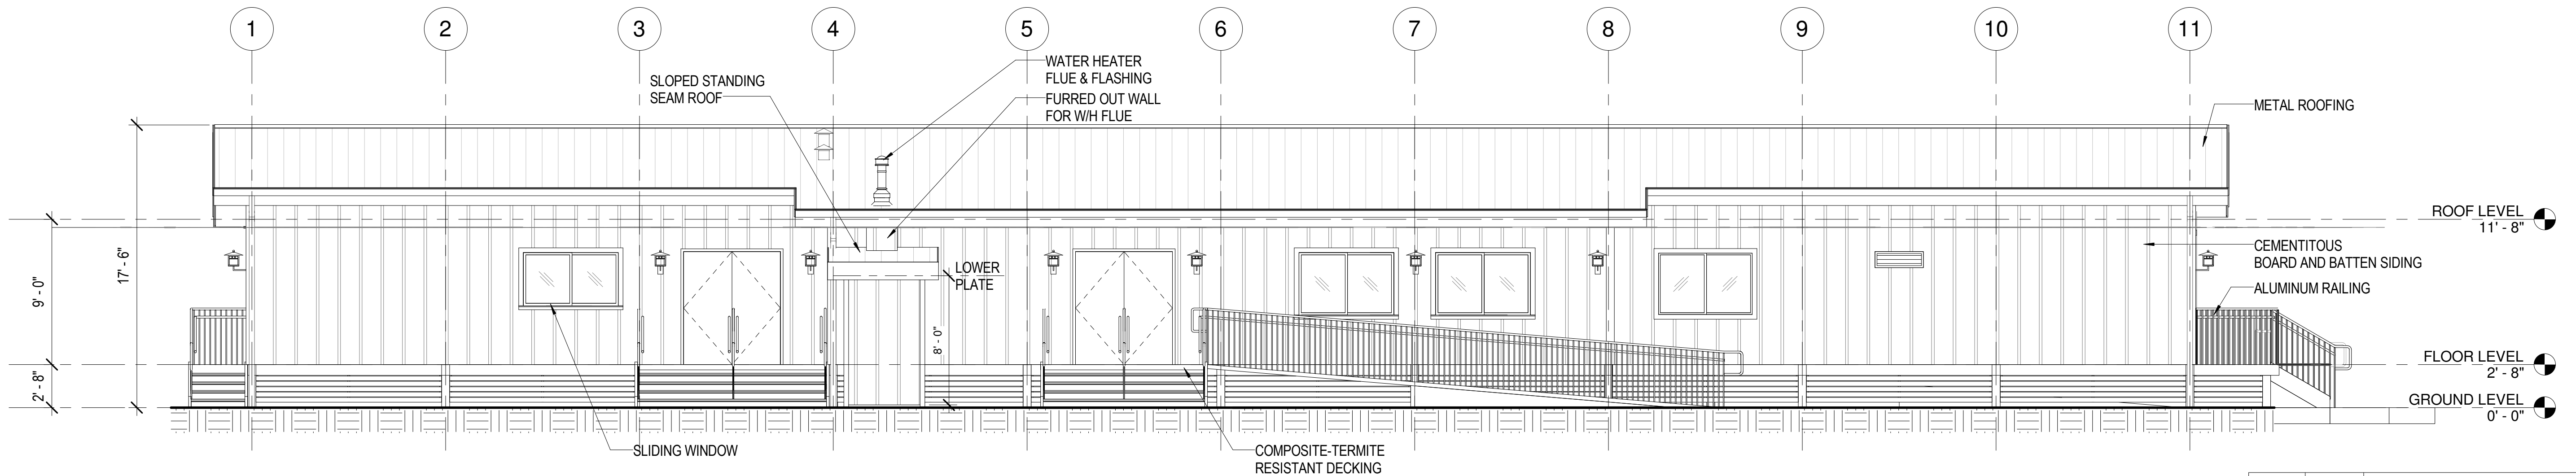 1
2
3
4
5
6
7
8
9
10
11
WATER HEATER
FLUE & FLASHING
SLOPED STANDING
SEAM ROOF
FURRED OUT WALL
FOR W/H FLUE
METAL ROOFING
17' - 6"
9' - 0"
2' - 8"
ROOF LEVEL
11' - 8"
CEMENTITOUS
BOARD AND BATTEN SIDING
LOWER
PLATE
ALUMINUM RAILING
8' - 0"
FLOOR LEVEL
2' - 8"
GROUND LEVEL
0' - 0"
SLIDING WINDOW
COMPOSITE-TERMITE
RESISTANT DECKING